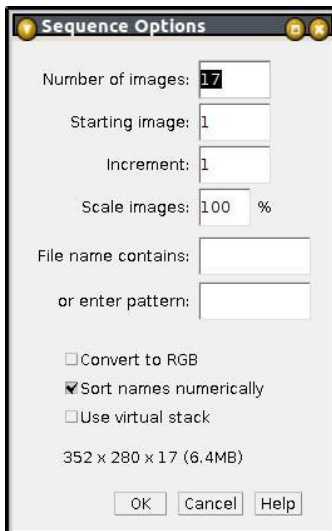 Sequence Options
Number of images: 17
Starting image: 1
Increment: 1
Scale images: 100 %
File name contains:
or enter pattern:
Convert to RGB
Sort names numerically
Use virtual stack
352 x 280 x 17 (6.4MB)
OK Cancel Help